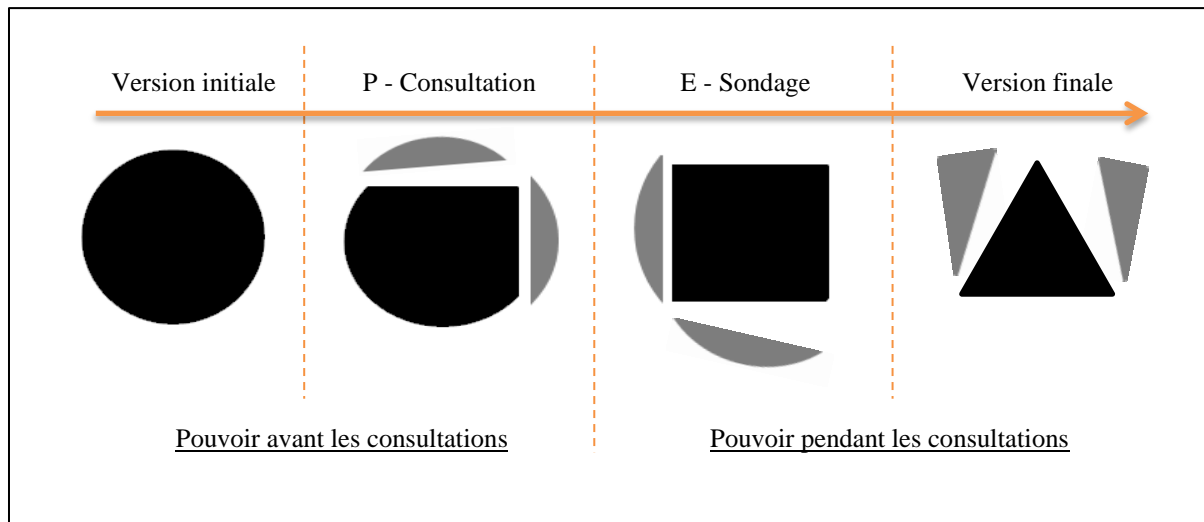 Version initiale
P - Consultation
E - Sondage
Version finale
Pouvoir avant les consultations
Pouvoir pendant les consultations